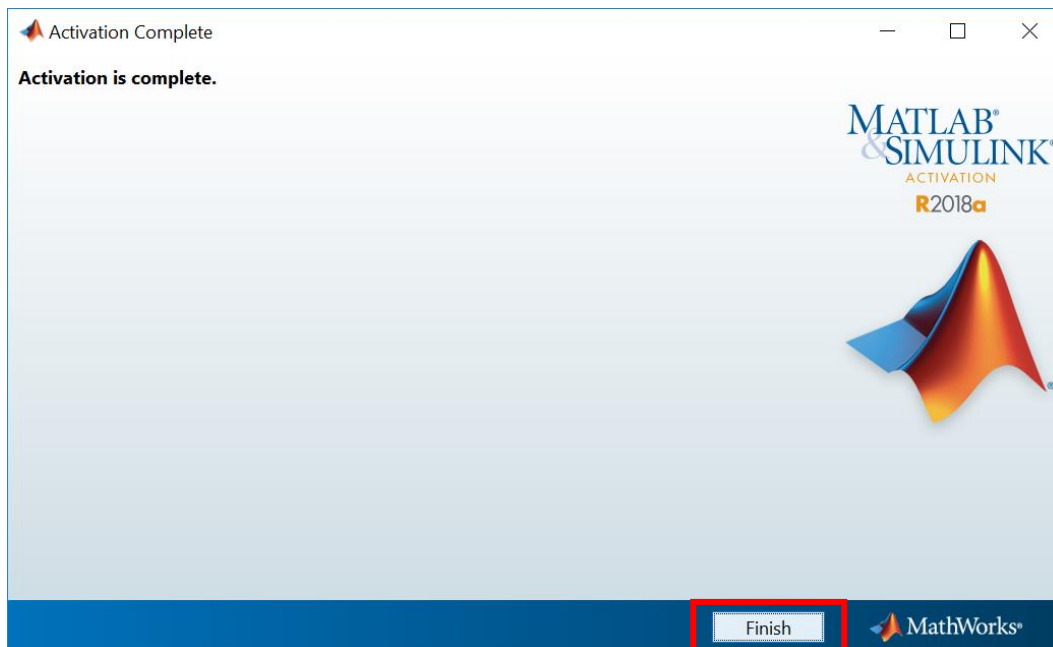 Activation Complete
Activation is complete.
MATLAB®
&SIMULINK®
ACTIVATION
R2018a
®
Finish
MathWorks®